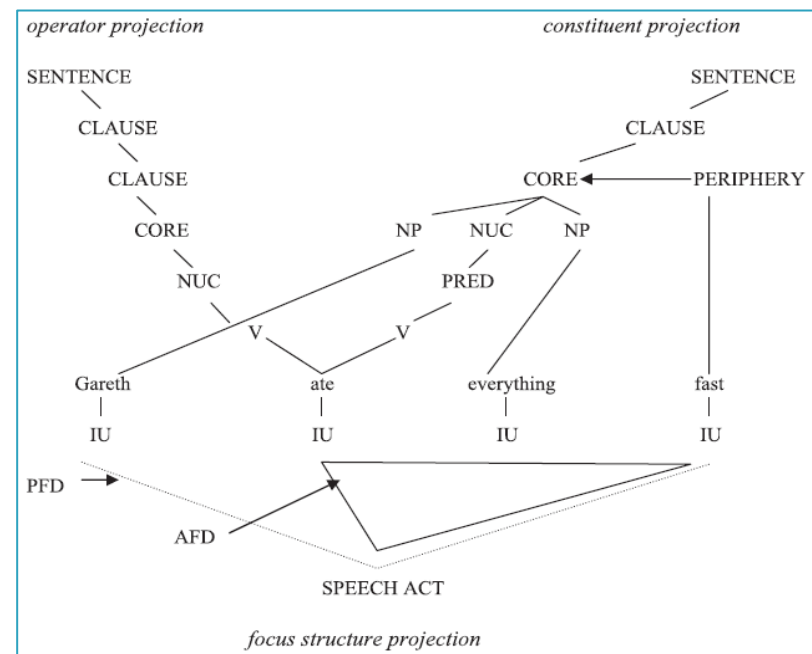 operator projection constituent projection
SENTENCE SENTENCE
CLAUSE CLAUSE
CLAUSE CORE PERIPHERY
CORE NP NUC NP
NUC PRED
V V
Gareth ate everything fast
IU IU IU IU
PFD
AFD
SPEECH ACT
focus structure projection